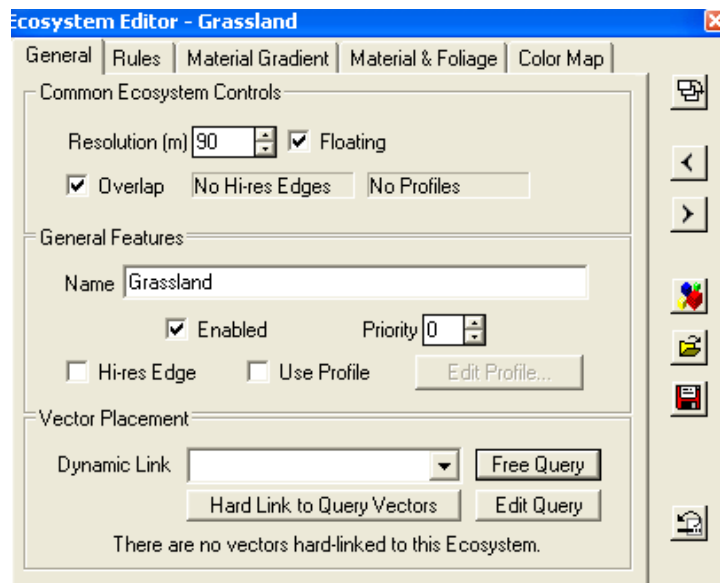 Ecosystem Editor - Grassland
General Rules Material Gradient Material & Foliage Color Map
Common Ecosystem Controls
Resolution (m) 90 Floating
Overlap No Hi-res Edges No Profiles
General Features
Name Grassland
Enabled Priority 0
Hi-res Edge Use Profile Edit Profile...
Vector Placement
Dynamic Link Free Query
Hard Link to Query Vectors Edit Query
There are no vectors hard-linked to this Ecosystem.